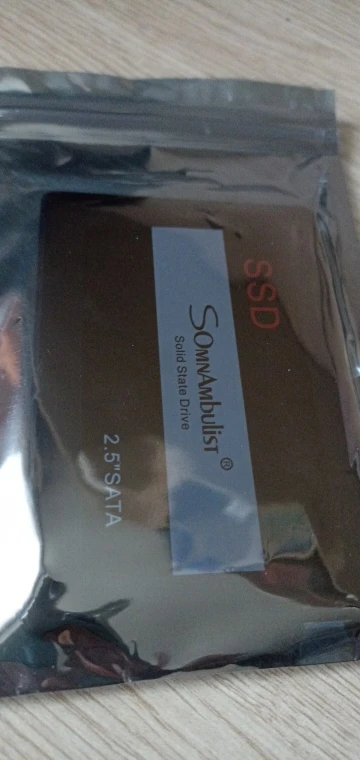 SSD
SOMNAMbulIST ®
Solid State Drive
2.5"SATA